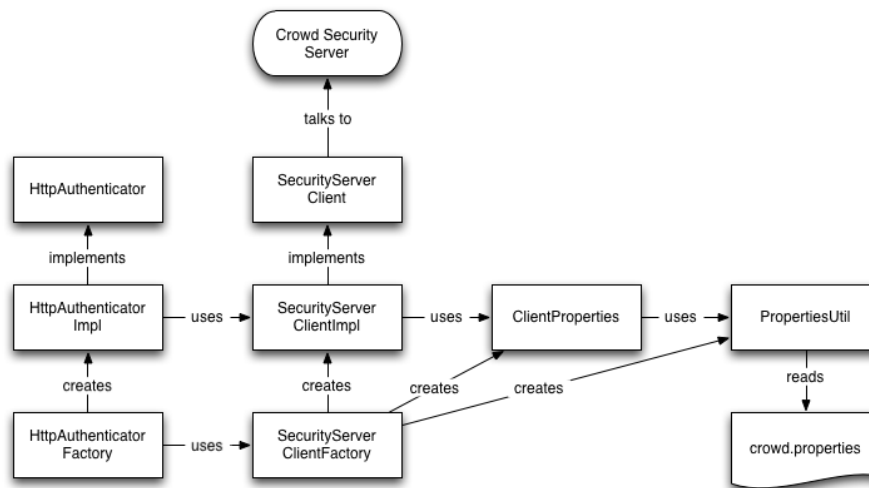 Crowd Security
Server
talks to
HttpAuthenticator
SecurityServer
Client
implements
implements
HttpAuthenticator
Impl
uses
SecurityServer
ClientImpl
uses
ClientProperties
uses
PropertiesUtil
creates
creates
creates
creates
reads
HttpAuthenticator
Factory
uses
SecurityServer
ClientFactory
crowd.properties